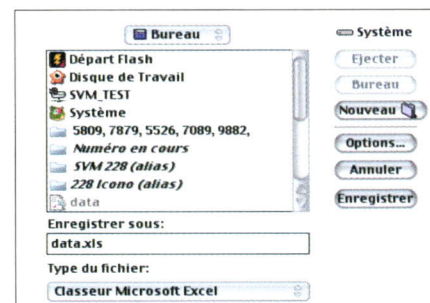 Bureau
Système
Départ Flash
Disque de Travail
SVM_TEST
Système
5809, 7879, 5526, 7089, 9882,
Numéro en cours
SVM 228 (alias)
228 Icono (alias)
data
Ejecter
Bureau
Nouveau
Options...
Annuler
Enregistrer
Enregistrer sous:
data.xls
Type du fichier:
Classeur Microsoft Excel